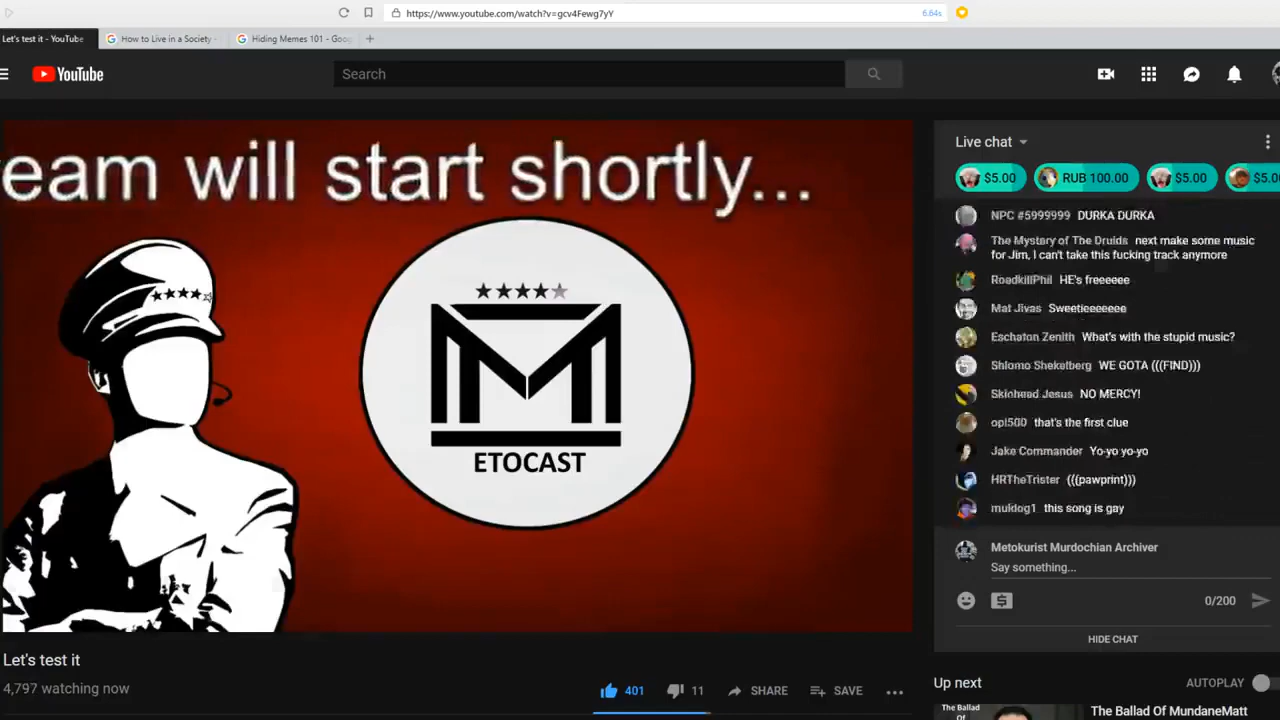 https://www.youtube.com/watch?v=gcv4Fewg7yY
6.64s
Let's test it - YouTube
How to Live in a Society -
Hiding Memes 101 - Goog
YouTube
Search
eam will start shortly...
ETOCAST
Live chat
$5.00
RUB 100.00
$5.00
$5.0
NPC #5999999 DURKA DURKA
The Mystery of The Druids next make some music
for Jim, I can't take this fucking track anymore
RoadkillPhil HE's freeeeee
Mat Jivas Sweetieeeeeee
Eschaton Zenith What's with the stupid music?
Shlomo Shekelberg WE GOTA (((FIND)))
Skinhead Jesus NO MERCY!
opl500 that's the first clue
Jake Commander Yo-yo yo-yo
HRTheTrister (((pawprint)))
muldog1 this song is gay
Metokurist Murdochian Archiver
Say something...
0/200
HIDE CHAT
Let's test it
4,797 watching now
401
11
SHARE
SAVE
Up next
AUTOPLAY
The Ballad
Of
The Ballad Of MundaneMatt